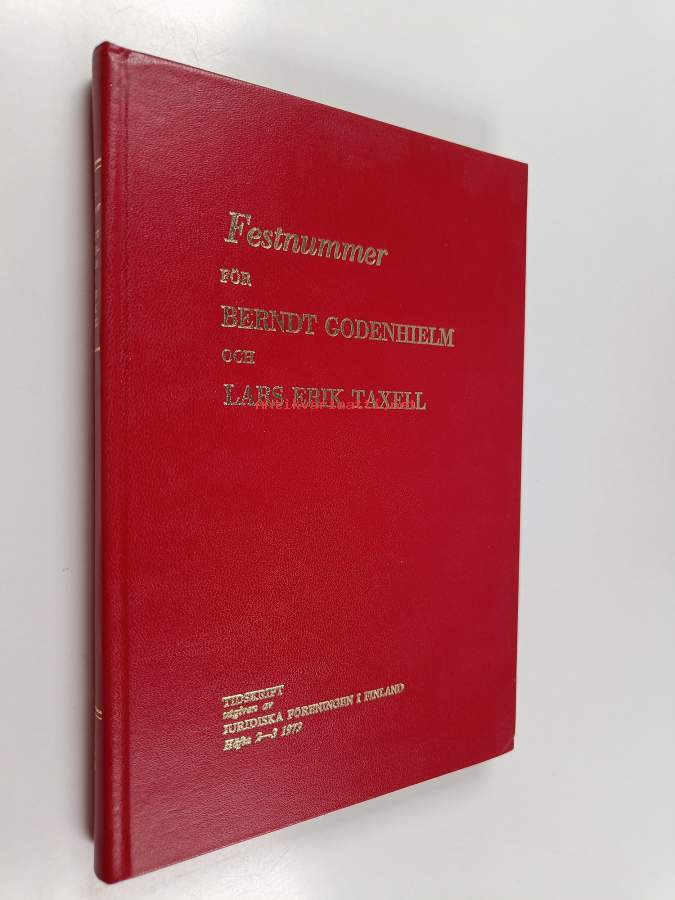 Festnummer
FÖR
BERNDT GODENHIELM
OCH
LARS ERIK TAXELL
TIDSKRIFT
utgiven av
JURIDISKA FÖRENINGEN I FINLAND
Häfte 2—3 1973